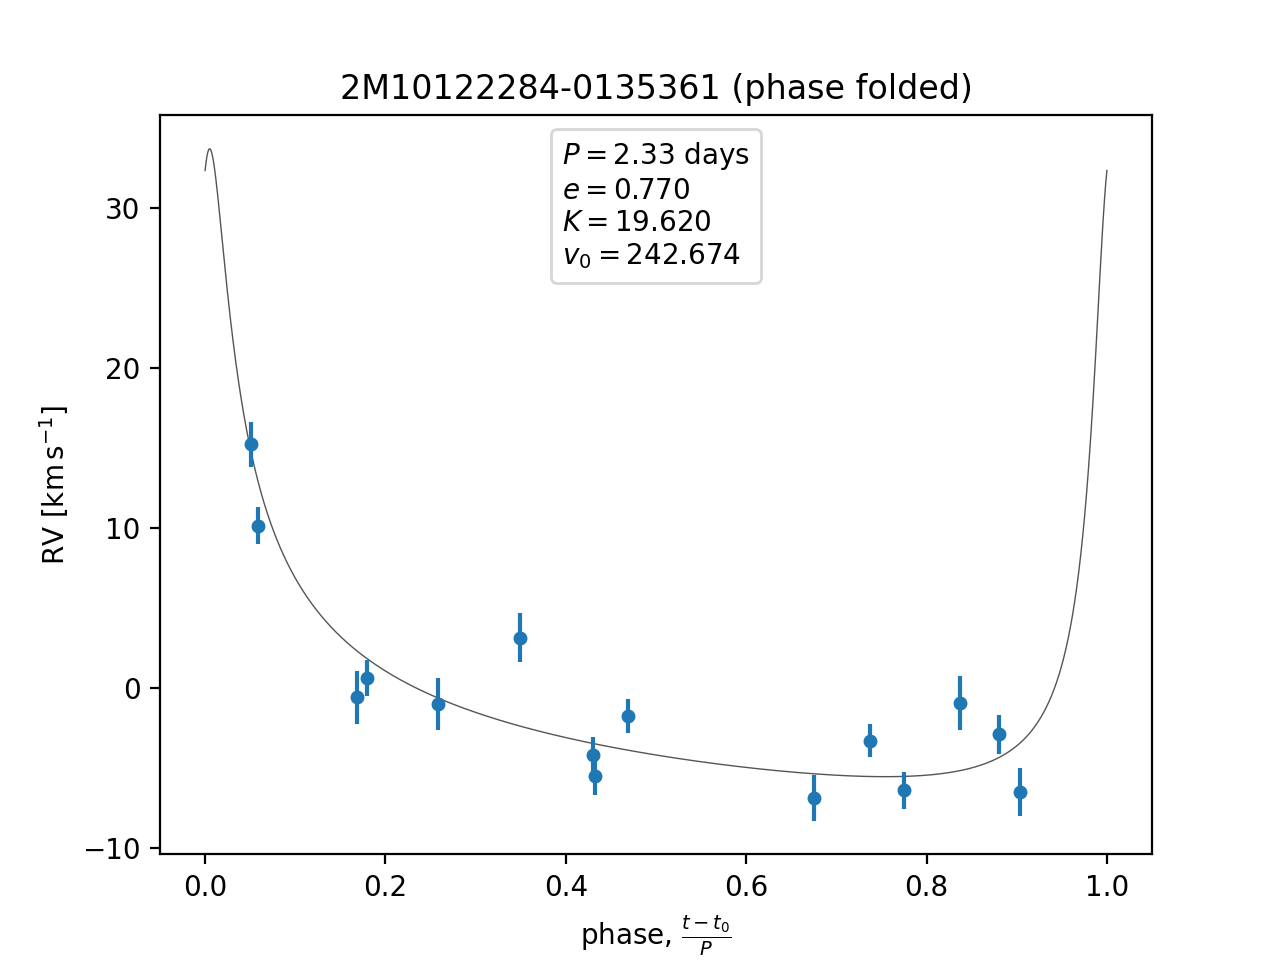 2M10122284-0135361 (phase folded)
P = 2.33 days
e = 0.770
K = 19.620
v₀ = 242.674
RV [km s⁻¹]
30
20
10
0
−10
0.0 0.2 0.4 0.6 0.8 1.0
phase, (t − t₀)/P